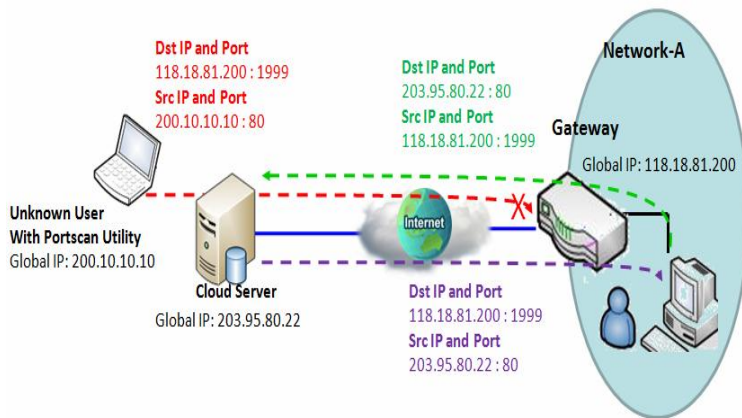 Dst IP and Port
118.18.81.200 : 1999
Src IP and Port
200.10.10.10 : 80
Dst IP and Port
203.95.80.22 : 80
Src IP and Port
118.18.81.200 : 1999
Network-A
Gateway
Global IP: 118.18.81.200
Internet
Unknown User
With Portscan Utility
Global IP: 200.10.10.10
Cloud Server
Global IP: 203.95.80.22
Dst IP and Port
118.18.81.200 : 1999
Src IP and Port
203.95.80.22 : 80